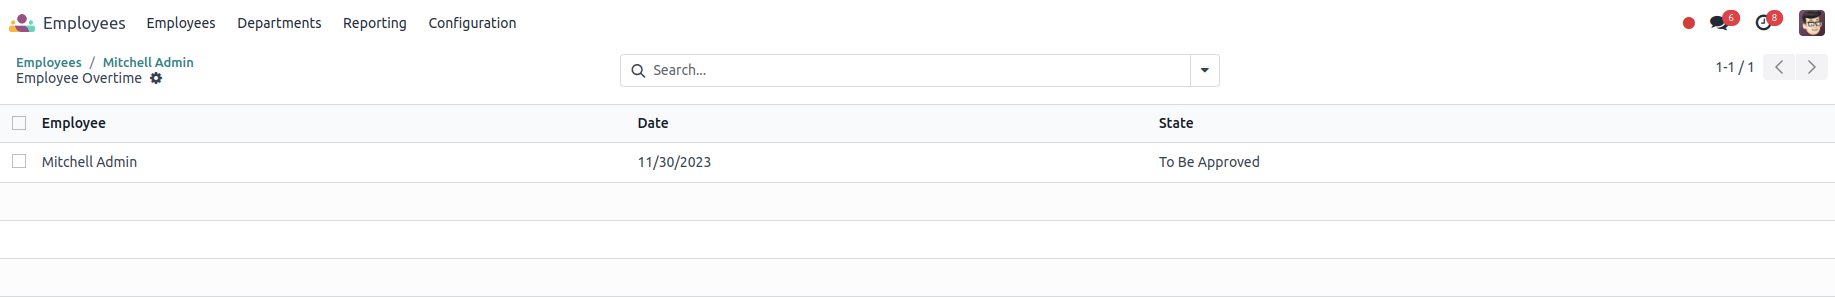 Employees Employees Departments Reporting Configuration 6 8
Employees / Mitchell Admin
Employee Overtime
Search...
1-1 / 1
Employee Date State
Mitchell Admin 11/30/2023 To Be Approved